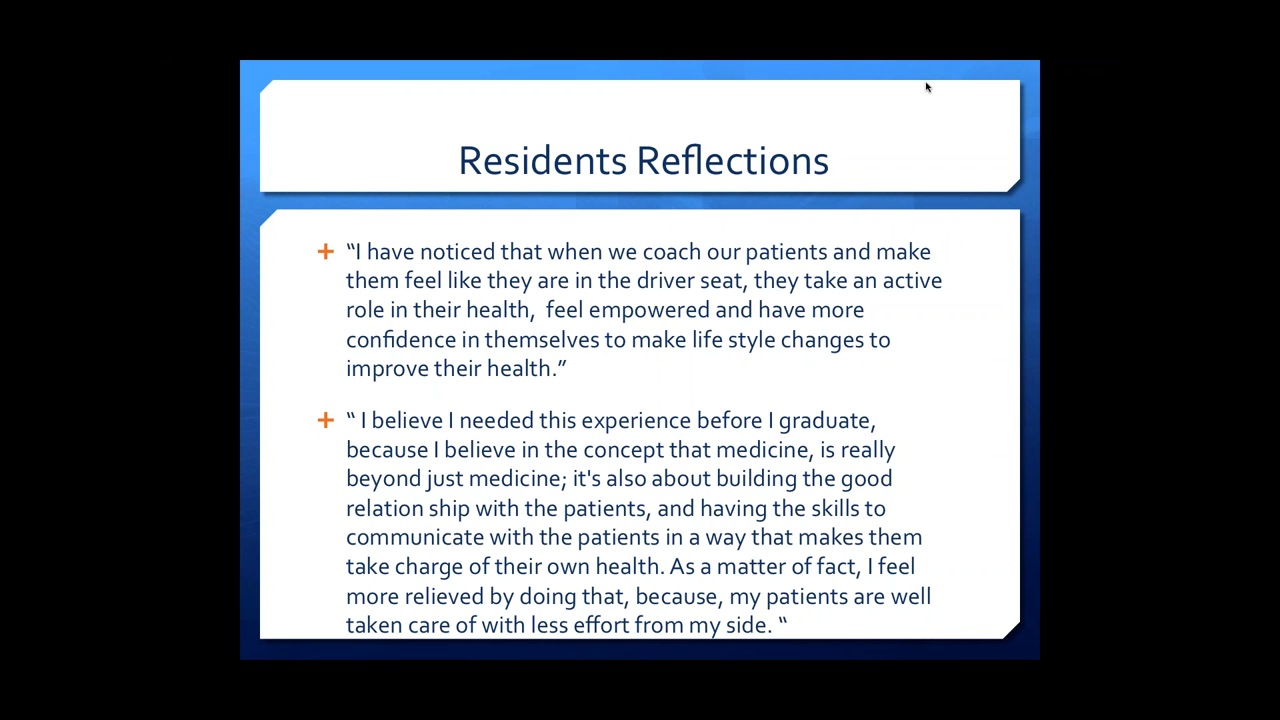 Residents Reflections
“I have noticed that when we coach our patients and make
them feel like they are in the driver seat, they take an active
role in their health,  feel empowered and have more
confidence in themselves to make life style changes to
improve their health.”
“ I believe I needed this experience before I graduate,
because I believe in the concept that medicine, is really
beyond just medicine; it's also about building the good
relation ship with the patients, and having the skills to
communicate with the patients in a way that makes them
take charge of their own health. As a matter of fact, I feel
more relieved by doing that, because, my patients are well
taken care of with less effort from my side. “